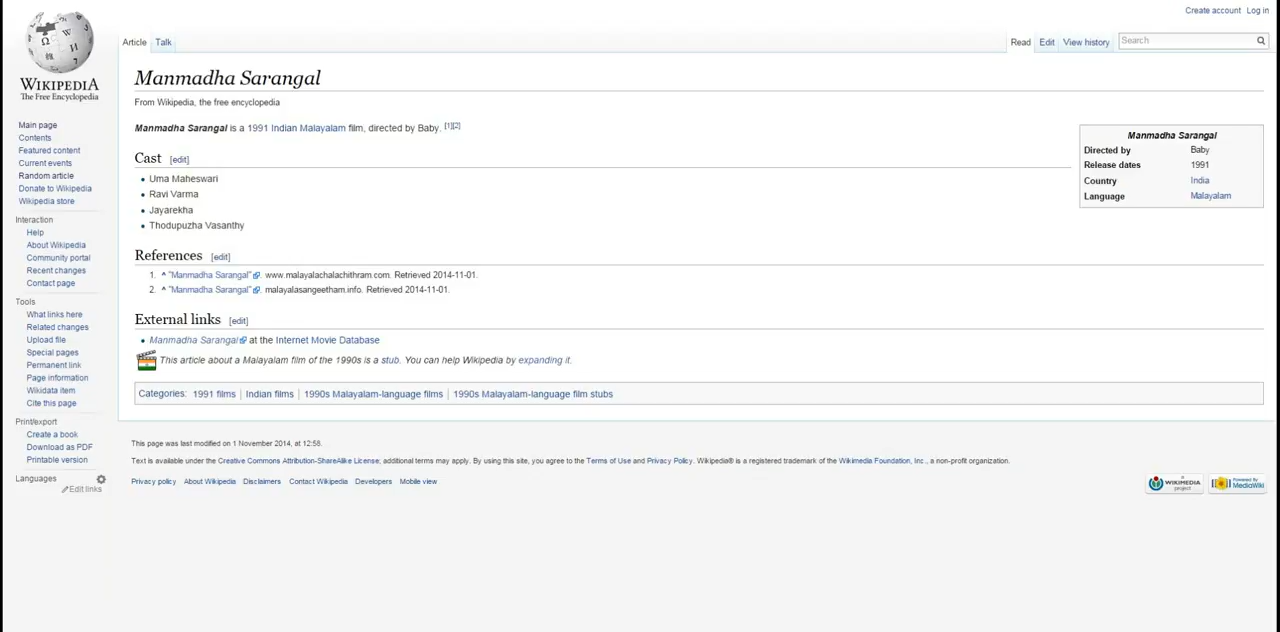 Create account Log in
Article Talk
Read Edit View history Search
WIKIPEDIA
The Free Encyclopedia
Main page
Contents
Featured content
Current events
Random article
Donate to Wikipedia
Wikipedia store
Interaction
Help
About Wikipedia
Community portal
Recent changes
Contact page
Tools
What links here
Related changes
Upload file
Special pages
Permanent link
Page information
Wikidata item
Cite this page
Print/export
Create a book
Download as PDF
Printable version
Languages
Edit links
Manmadha Sarangal
From Wikipedia, the free encyclopedia
Manmadha Sarangal is a 1991 Indian Malayalam film, directed by Baby. [1][2]
Manmadha Sarangal
Directed by Baby
Release dates 1991
Country India
Language Malayalam
Cast [edit]
• Uma Maheswari
• Ravi Varma
• Jayarekha
• Thodupuzha Vasanthy
References [edit]
1. ^ "Manmadha Sarangal". www.malayalachalachithram.com. Retrieved 2014-11-01.
2. ^ "Manmadha Sarangal". malayalasangeetham.info. Retrieved 2014-11-01.
External links [edit]
• Manmadha Sarangal at the Internet Movie Database
This article about a Malayalam film of the 1990s is a stub. You can help Wikipedia by expanding it.
Categories: 1991 films | Indian films | 1990s Malayalam-language films | 1990s Malayalam-language film stubs
This page was last modified on 1 November 2014, at 12:58.
Text is available under the Creative Commons Attribution-ShareAlike License; additional terms may apply. By using this site, you agree to the Terms of Use and Privacy Policy. Wikipedia® is a registered trademark of the Wikimedia Foundation, Inc., a non-profit organization.
Privacy policy About Wikipedia Disclaimers Contact Wikipedia Developers Mobile view
A WIKIMEDIA project
Powered By MediaWiki